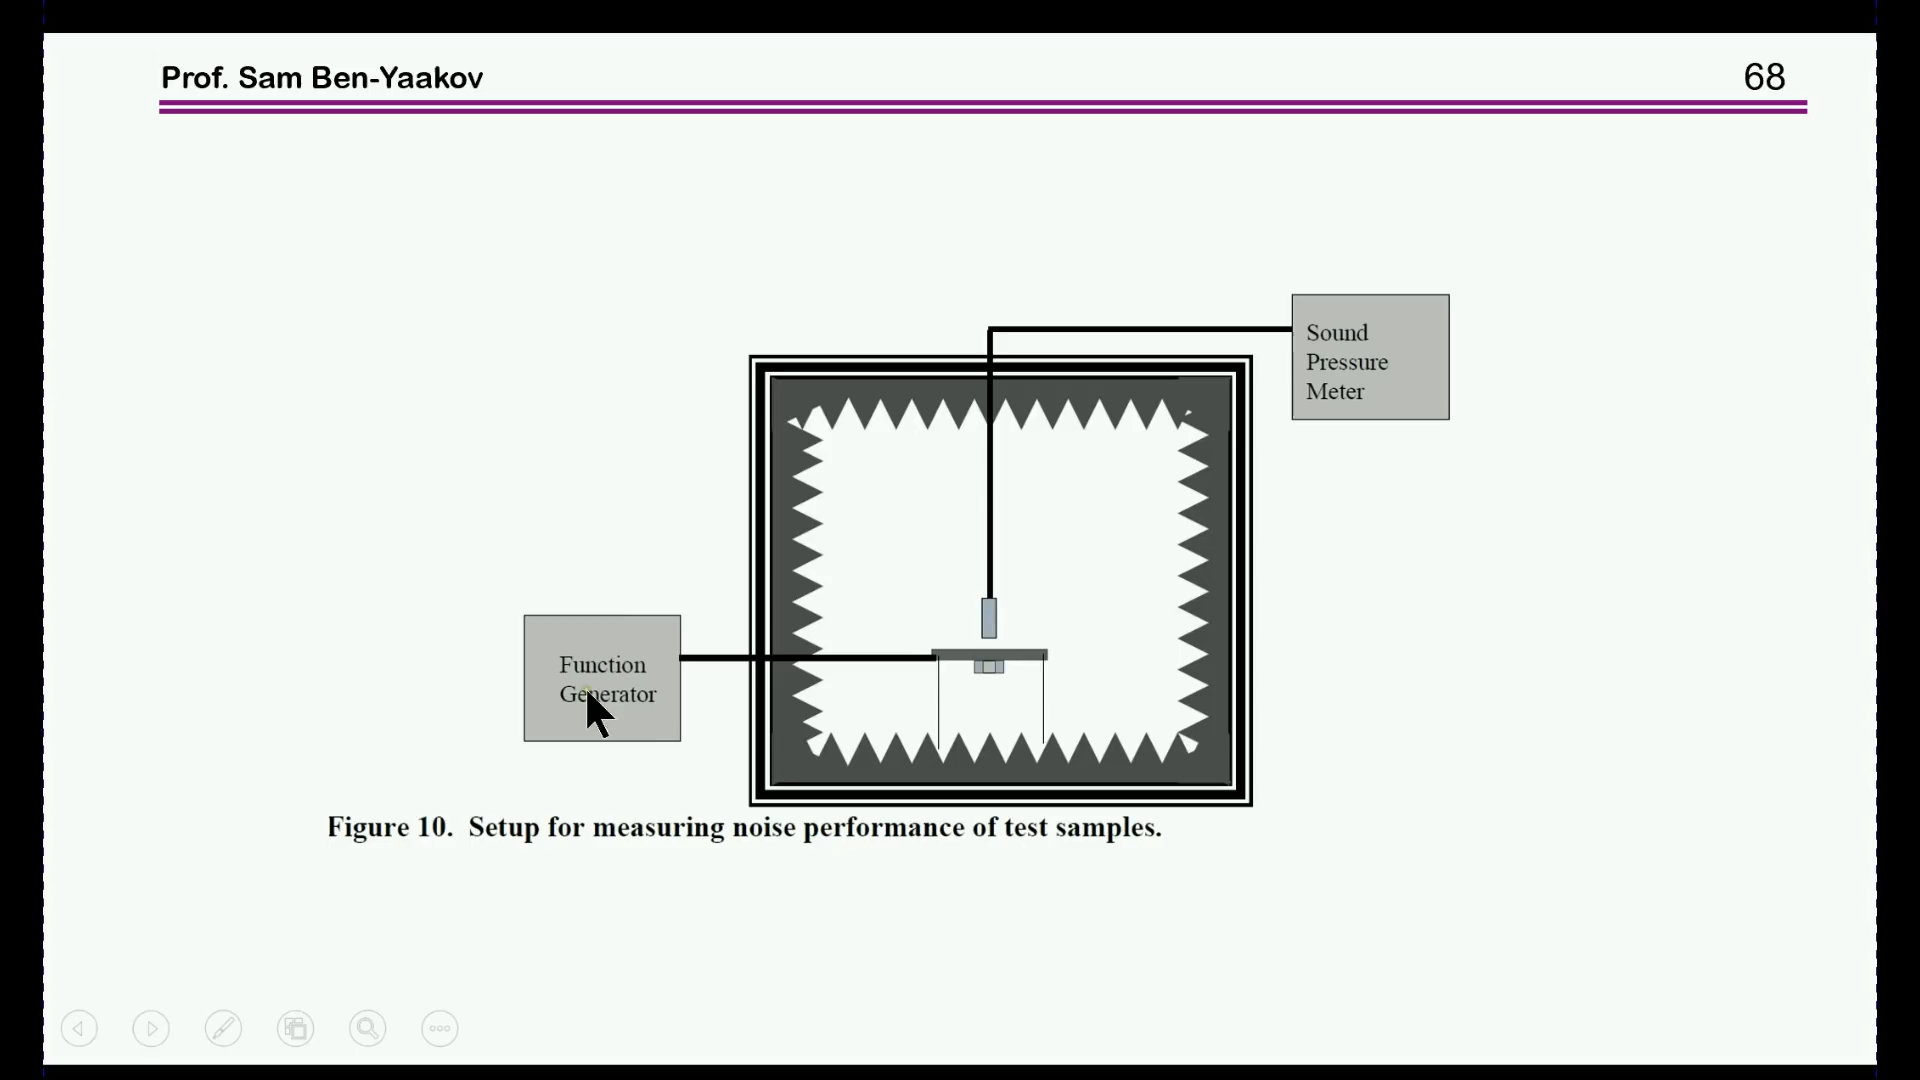 Prof. Sam Ben-Yaakov
68
Sound
Pressure
Meter
Function
Generator
Figure 10. Setup for measuring noise performance of test samples.